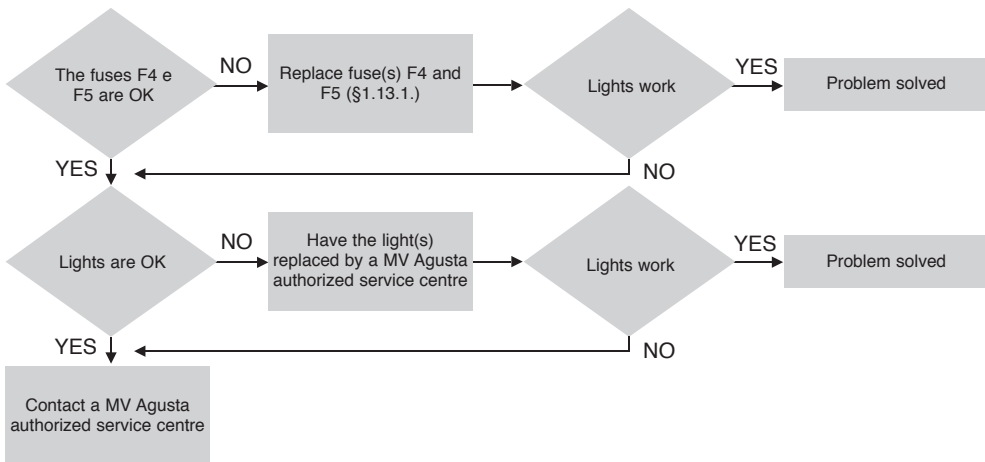 The fuses F4 e
F5 are OK
NO
Replace fuse(s) F4 and
F5 (§1.13.1.)
Lights work
YES
Problem solved
YES
NO
Lights are OK
NO
Have the light(s)
replaced by a MV Agusta
authorized service centre
Lights work
YES
Problem solved
YES
NO
Contact a MV Agusta
authorized service centre